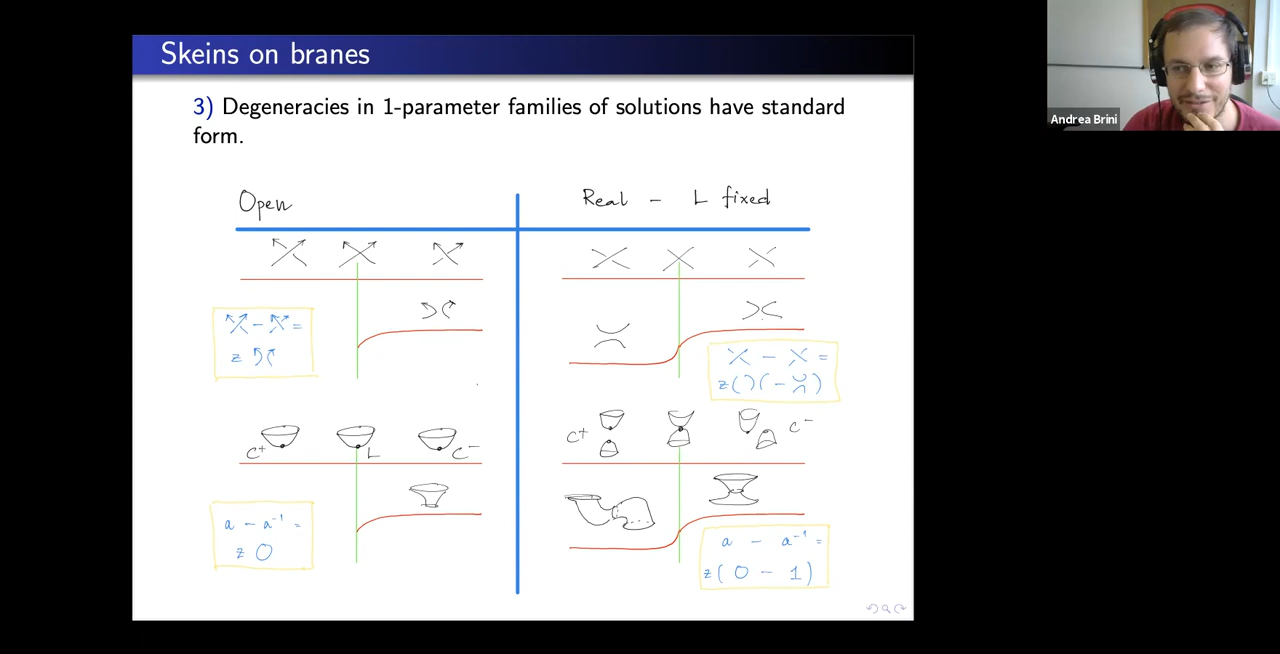 Skeins on branes
3) Degeneracies in 1-parameter families of solutions have standard
form.
Open
Real - L fixed
- =
z
- =
z ( )( - )
C+
L
C-
C+
C-
a - a⁻¹ =
z O
a - a⁻¹ =
z( O - 1 )
Andrea Brini